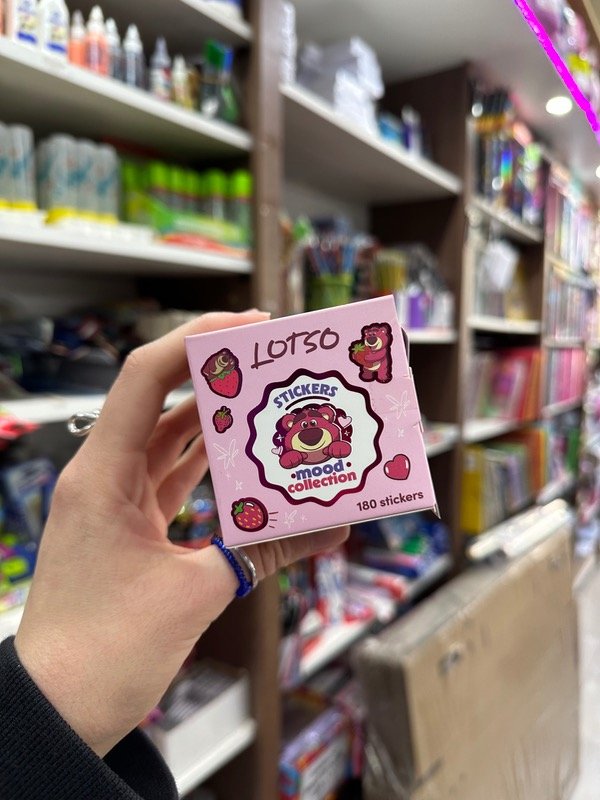 LOTSO
STICKERS
•mood•
collection
180 stickers